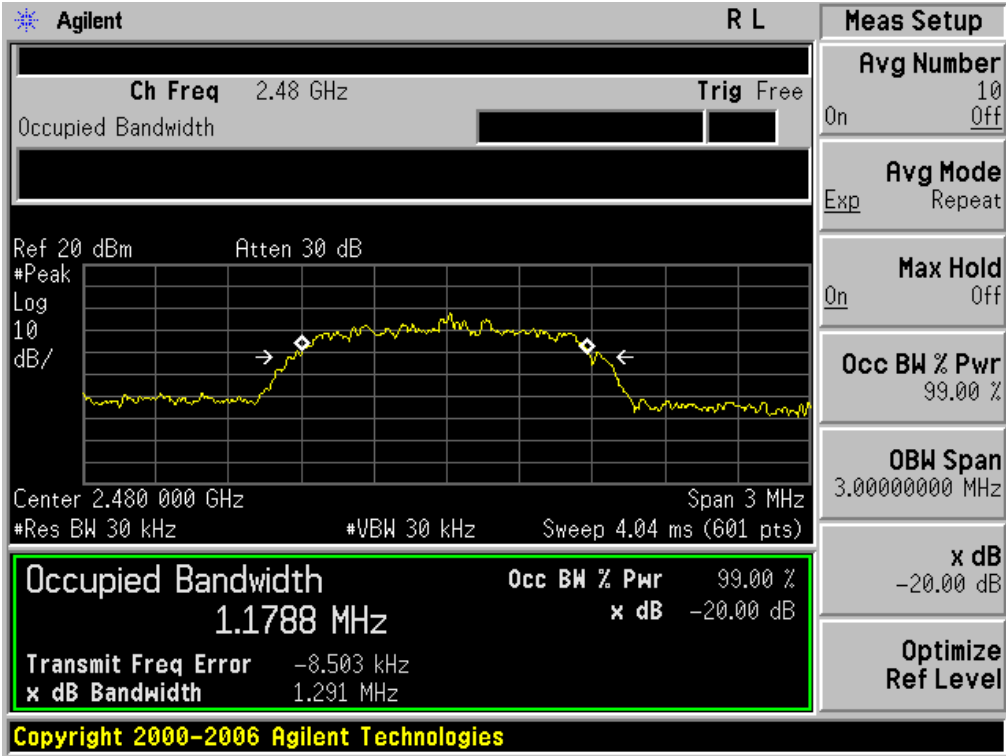 Agilent R L Meas Setup
Ch Freq 2.48 GHz Trig Free
Occupied Bandwidth
Avg Number
10
On Off
Avg Mode
Exp Repeat
Max Hold
On Off
Occ BW % Pwr
99.00 %
OBW Span
3.00000000 MHz
x dB
-20.00 dB
Optimize
Ref Level
Ref 20 dBm Atten 30 dB
#Peak
Log
10
dB/
Center 2.480 000 GHz Span 3 MHz
#Res BW 30 kHz #VBW 30 kHz Sweep 4.04 ms (601 pts)
Occupied Bandwidth Occ BW % Pwr 99.00 %
1.1788 MHz x dB -20.00 dB
Transmit Freq Error -8.503 kHz
x dB Bandwidth 1.291 MHz
Copyright 2000-2006 Agilent Technologies